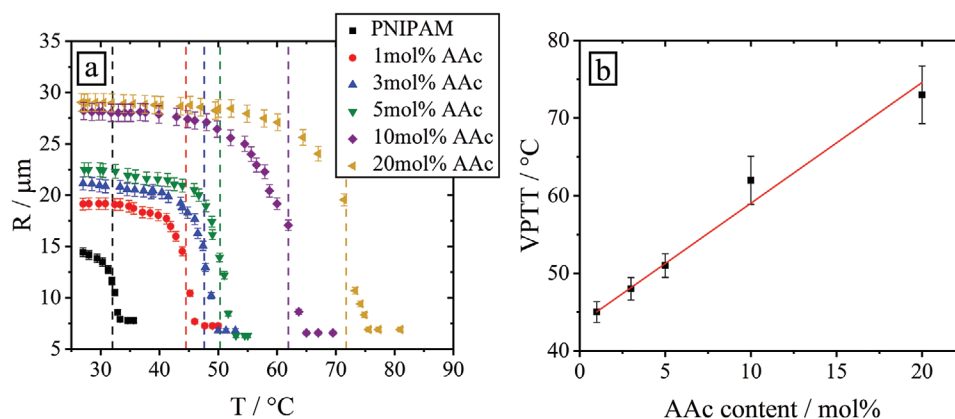 a
PNIPAM
1mol% AAc
3mol% AAc
5mol% AAc
10mol% AAc
20mol% AAc
R / μm
35
30
25
20
15
10
5
30 40 50 60 70 80 90
T / °C
b
VPTT / °C
80
70
60
50
40
0 5 10 15 20
AAc content / mol%